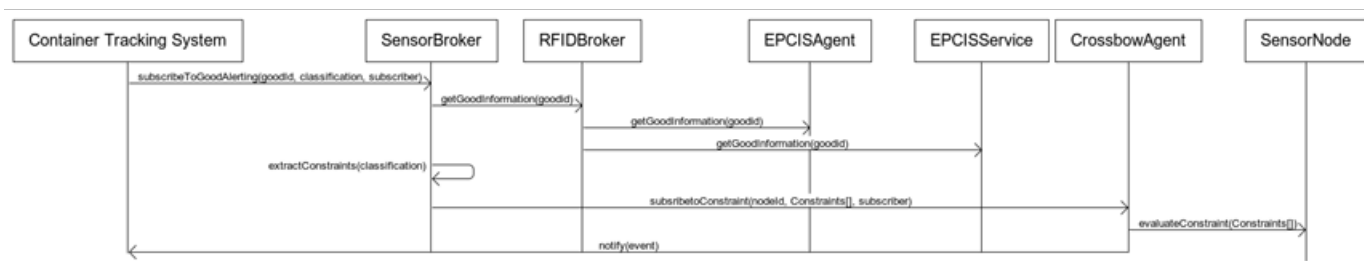 Container Tracking System
SensorBroker
RFIDBroker
EPCISAgent
EPCISService
CrossbowAgent
SensorNode
subscribeToGoodAlerting(goodId, classification, subscriber)
getGoodInformation(goodid)
getGoodInformation(goodid)
getGoodInformation(goodid)
extractConstraints(classification)
subsribetoConstraint(nodeId, Constraints[], subscriber)
evaluateConstraint(Constraints[])
notify(event)